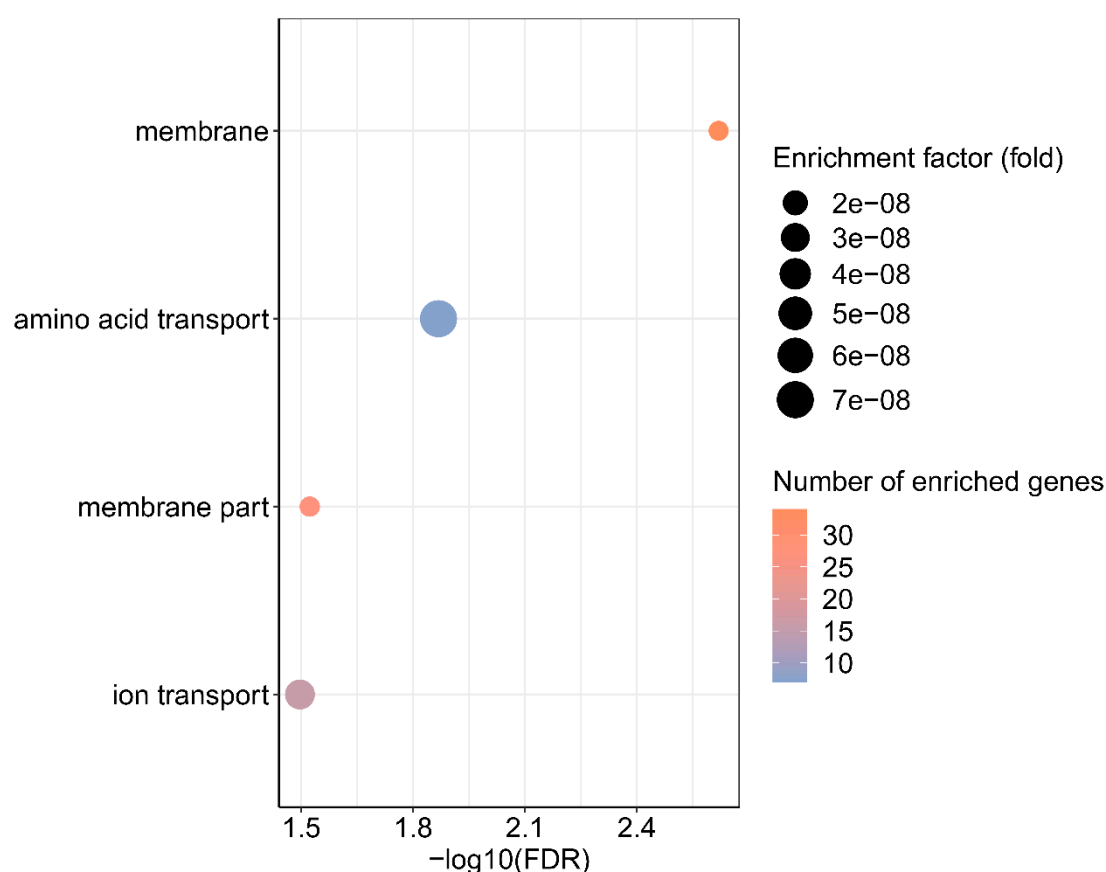 membrane
amino acid transport
membrane part
ion transport
1.5 1.8 2.1 2.4
−log10(FDR)
Enrichment factor (fold)
2e−08
3e−08
4e−08
5e−08
6e−08
7e−08
Number of enriched genes
30
25
20
15
10